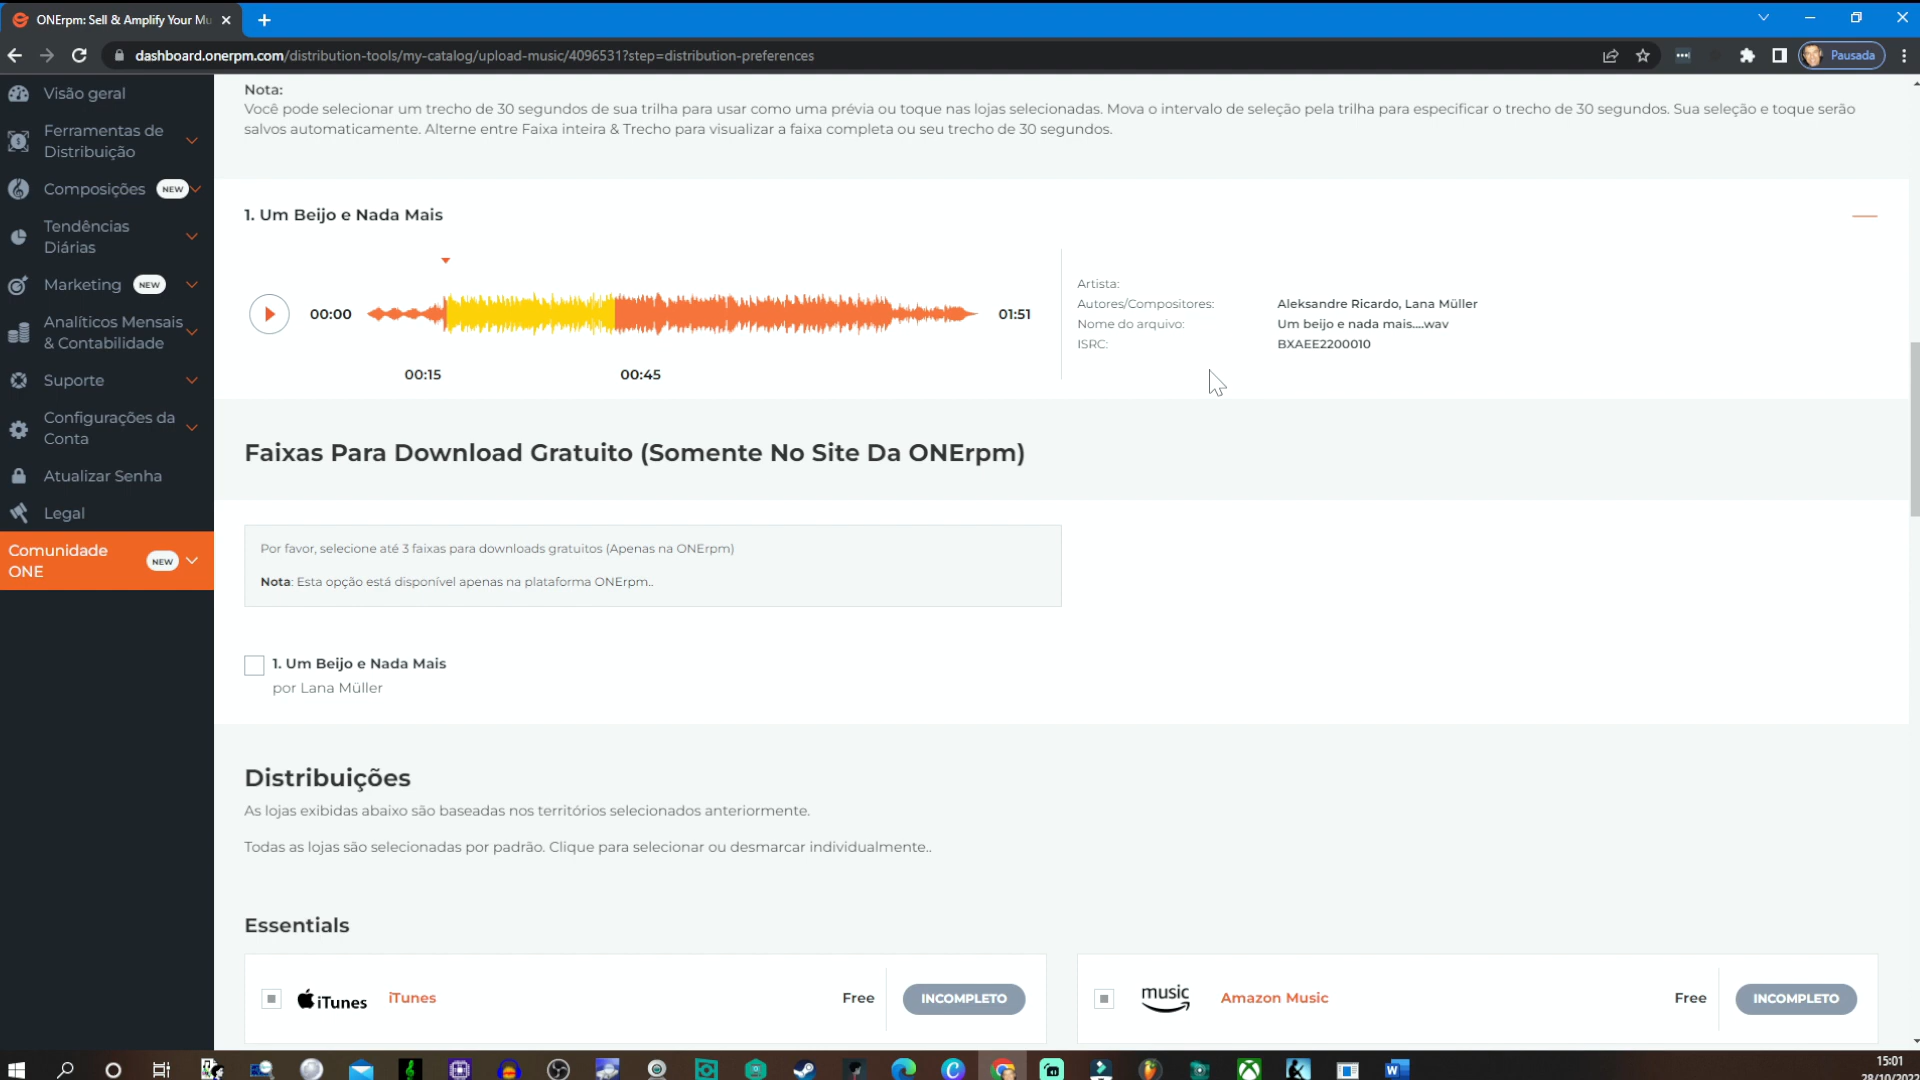 ONErpm: Sell & Amplify Your Mu
dashboard.onerpm.com/distribution-tools/my-catalog/upload-music/4096531?step=distribution-preferences
Pausada
Visão geral
Ferramentas de
Distribuição
Composições NEW
Tendências
Diárias
Marketing NEW
Analíticos Mensais
& Contabilidade
Suporte
Configurações da
Conta
Atualizar Senha
Legal
Comunidade
ONE
NEW
Nota:
Você pode selecionar um trecho de 30 segundos de sua trilha para usar como uma prévia ou toque nas lojas selecionadas. Mova o intervalo de seleção pela trilha para especificar o trecho de 30 segundos. Sua seleção e toque serão
salvos automaticamente. Alterne entre Faixa inteira & Trecho para visualizar a faixa completa ou seu trecho de 30 segundos.
1. Um Beijo e Nada Mais
00:00
01:51
00:15
00:45
Artista:
Autores/Compositores: Aleksandre Ricardo, Lana Müller
Nome do arquivo: Um beijo e nada mais....wav
ISRC: BXAEE2200010
Faixas Para Download Gratuito (Somente No Site Da ONErpm)
Por favor, selecione até 3 faixas para downloads gratuitos (Apenas na ONErpm)
Nota: Esta opção está disponível apenas na plataforma ONErpm..
1. Um Beijo e Nada Mais
por Lana Müller
Distribuições
As lojas exibidas abaixo são baseadas nos territórios selecionados anteriormente.
Todas as lojas são selecionadas por padrão. Clique para selecionar ou desmarcar individualmente..
Essentials
iTunes iTunes Free INCOMPLETO
music Amazon Music Free INCOMPLETO
15:01
28/10/2022